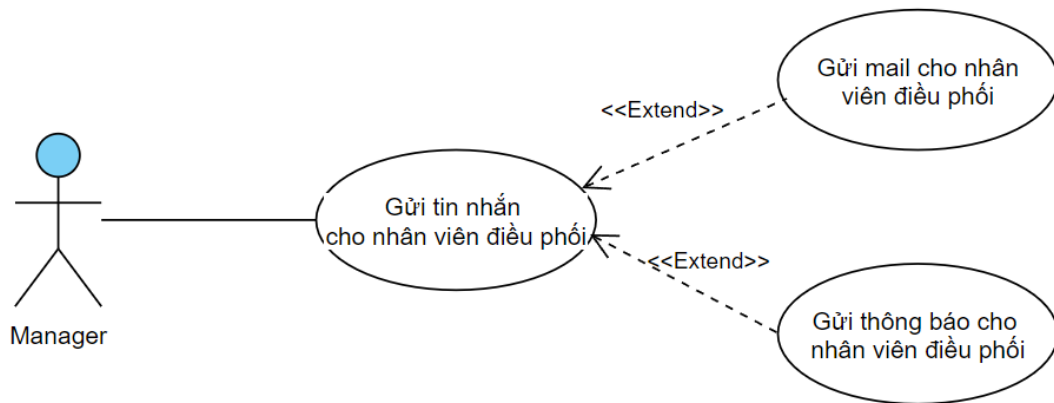 Gửi mail cho nhân
viên điều phối
<<Extend>>
Gửi tin nhắn
cho nhân viên điều phối
<<Extend>>
Gửi thông báo cho
nhân viên điều phối
Manager